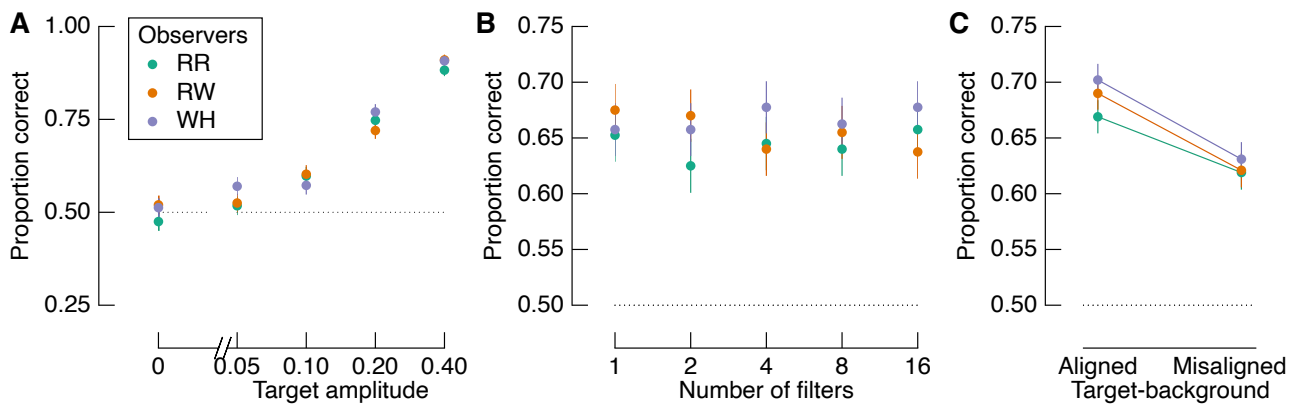 A
Proportion correct
1.00
0.75
0.50
0.25
Observers
RR
RW
WH
0
0.05
0.10
0.20
0.40
Target amplitude
B
Proportion correct
0.75
0.70
0.65
0.60
0.55
0.50
1
2
4
8
16
Number of filters
C
Proportion correct
0.75
0.70
0.65
0.60
0.55
0.50
Aligned
Misaligned
Target-background